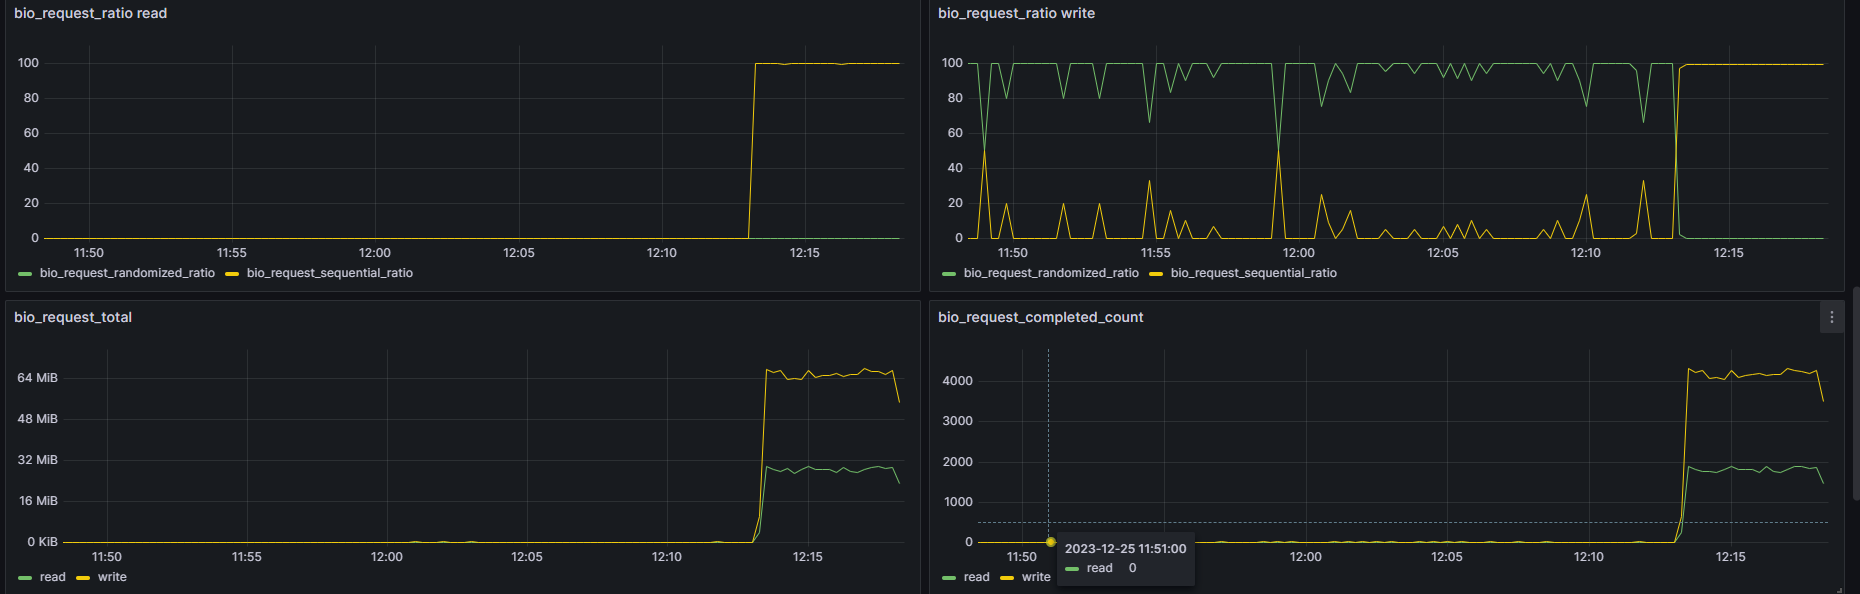 bio_request_ratio read
100
80
60
40
20
0
11:50 11:55 12:00 12:05 12:10 12:15
bio_request_randomized_ratio bio_request_sequential_ratio
bio_request_ratio write
100
80
60
40
20
0
11:50 11:55 12:00 12:05 12:10 12:15
bio_request_randomized_ratio bio_request_sequential_ratio
bio_request_total
64 MiB
48 MiB
32 MiB
16 MiB
0 KiB
11:50 11:55 12:00 12:05 12:10 12:15
read write
bio_request_completed_count
4000
3000
2000
1000
0
11:50 12:00 12:05 12:10 12:15
read write
2023-12-25 11:51:00
read 0